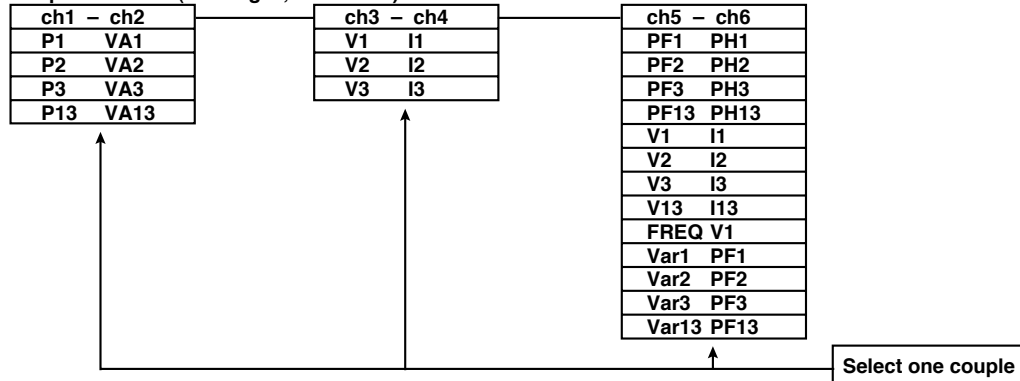 ch1 – ch2
P1 VA1
P2 VA2
P3 VA3
P13 VA13
ch3 – ch4
V1 I1
V2 I2
V3 I3
ch5 – ch6
PF1 PH1
PF2 PH2
PF3 PH3
PF13 PH13
V1 I1
V2 I2
V3 I3
V13 I13
FREQ V1
Var1 PF1
Var2 PF2
Var3 PF3
Var13 PF13
Select one couple